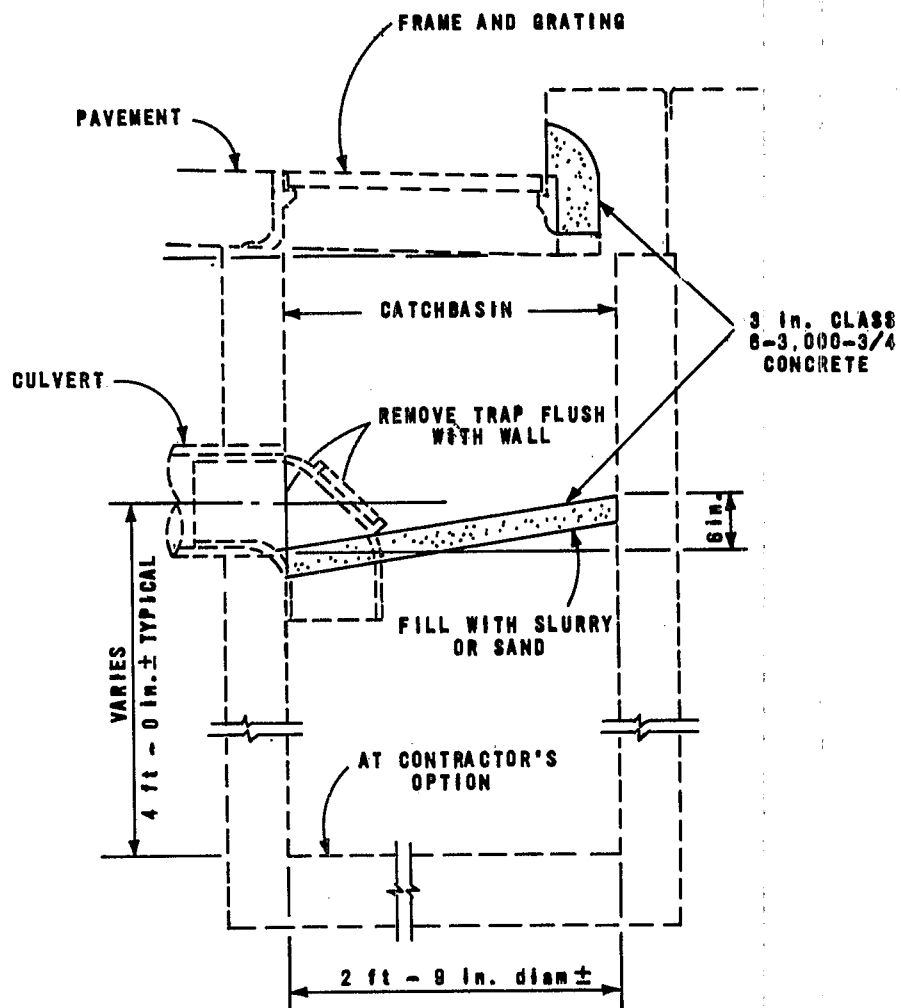 FRAME AND GRATING
PAVEMENT
CATCHBASIN
3 in. CLASS
6-3,000-3/4
CONCRETE
CULVERT
REMOVE TRAP FLUSH
WITH WALL
6in.
FILL WITH SLURRY
OR SAND
VARIES
4 ft - 0 in. ± TYPICAL
AT CONTRACTOR'S
OPTION
2 ft - 9 in. diam ±